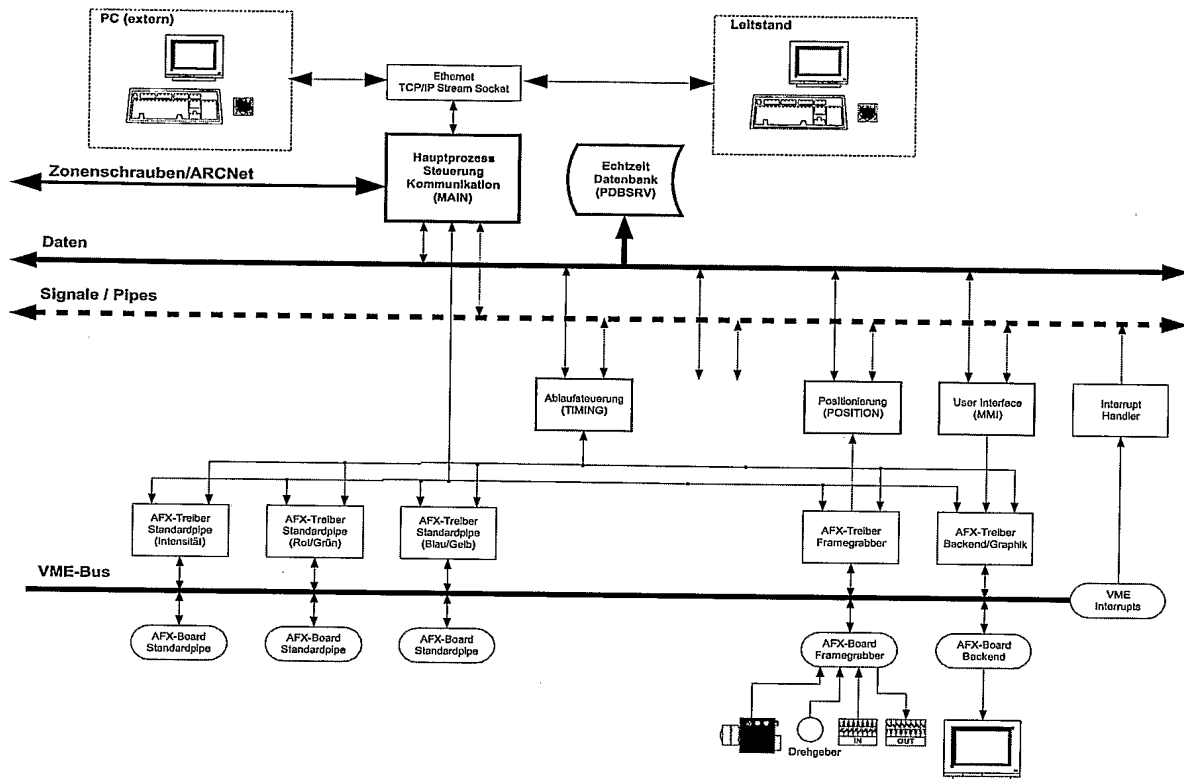 PC (extern)
Leitstand
Ethernet
TCP/IP Stream Socket
Hauptprozess
Steuerung
Kommunikation
(MAIN)
Echtzeit
Datenbank
(PDBSRV)
Zonenschrauben/ARCNet
Daten
Signale / Pipes
Ablaufsteuerung
(TIMING)
Positionierung
(POSITION)
User Interface
(MMI)
Interrupt
Handler
AFX-Treiber
Standardpipe
(Intensität)
AFX-Treiber
Standardpipe
(Rot/Grün)
AFX-Treiber
Standardpipe
(Blau/Gelb)
AFX-Treiber
Framegrabber
AFX-Treiber
Backend/Graphik
VME-Bus
VME
Interrupts
AFX-Board
Standardpipe
AFX-Board
Standardpipe
AFX-Board
Standardpipe
AFX-Board
Framegrabber
AFX-Board
Backend
Drehgeber
IN
OUT